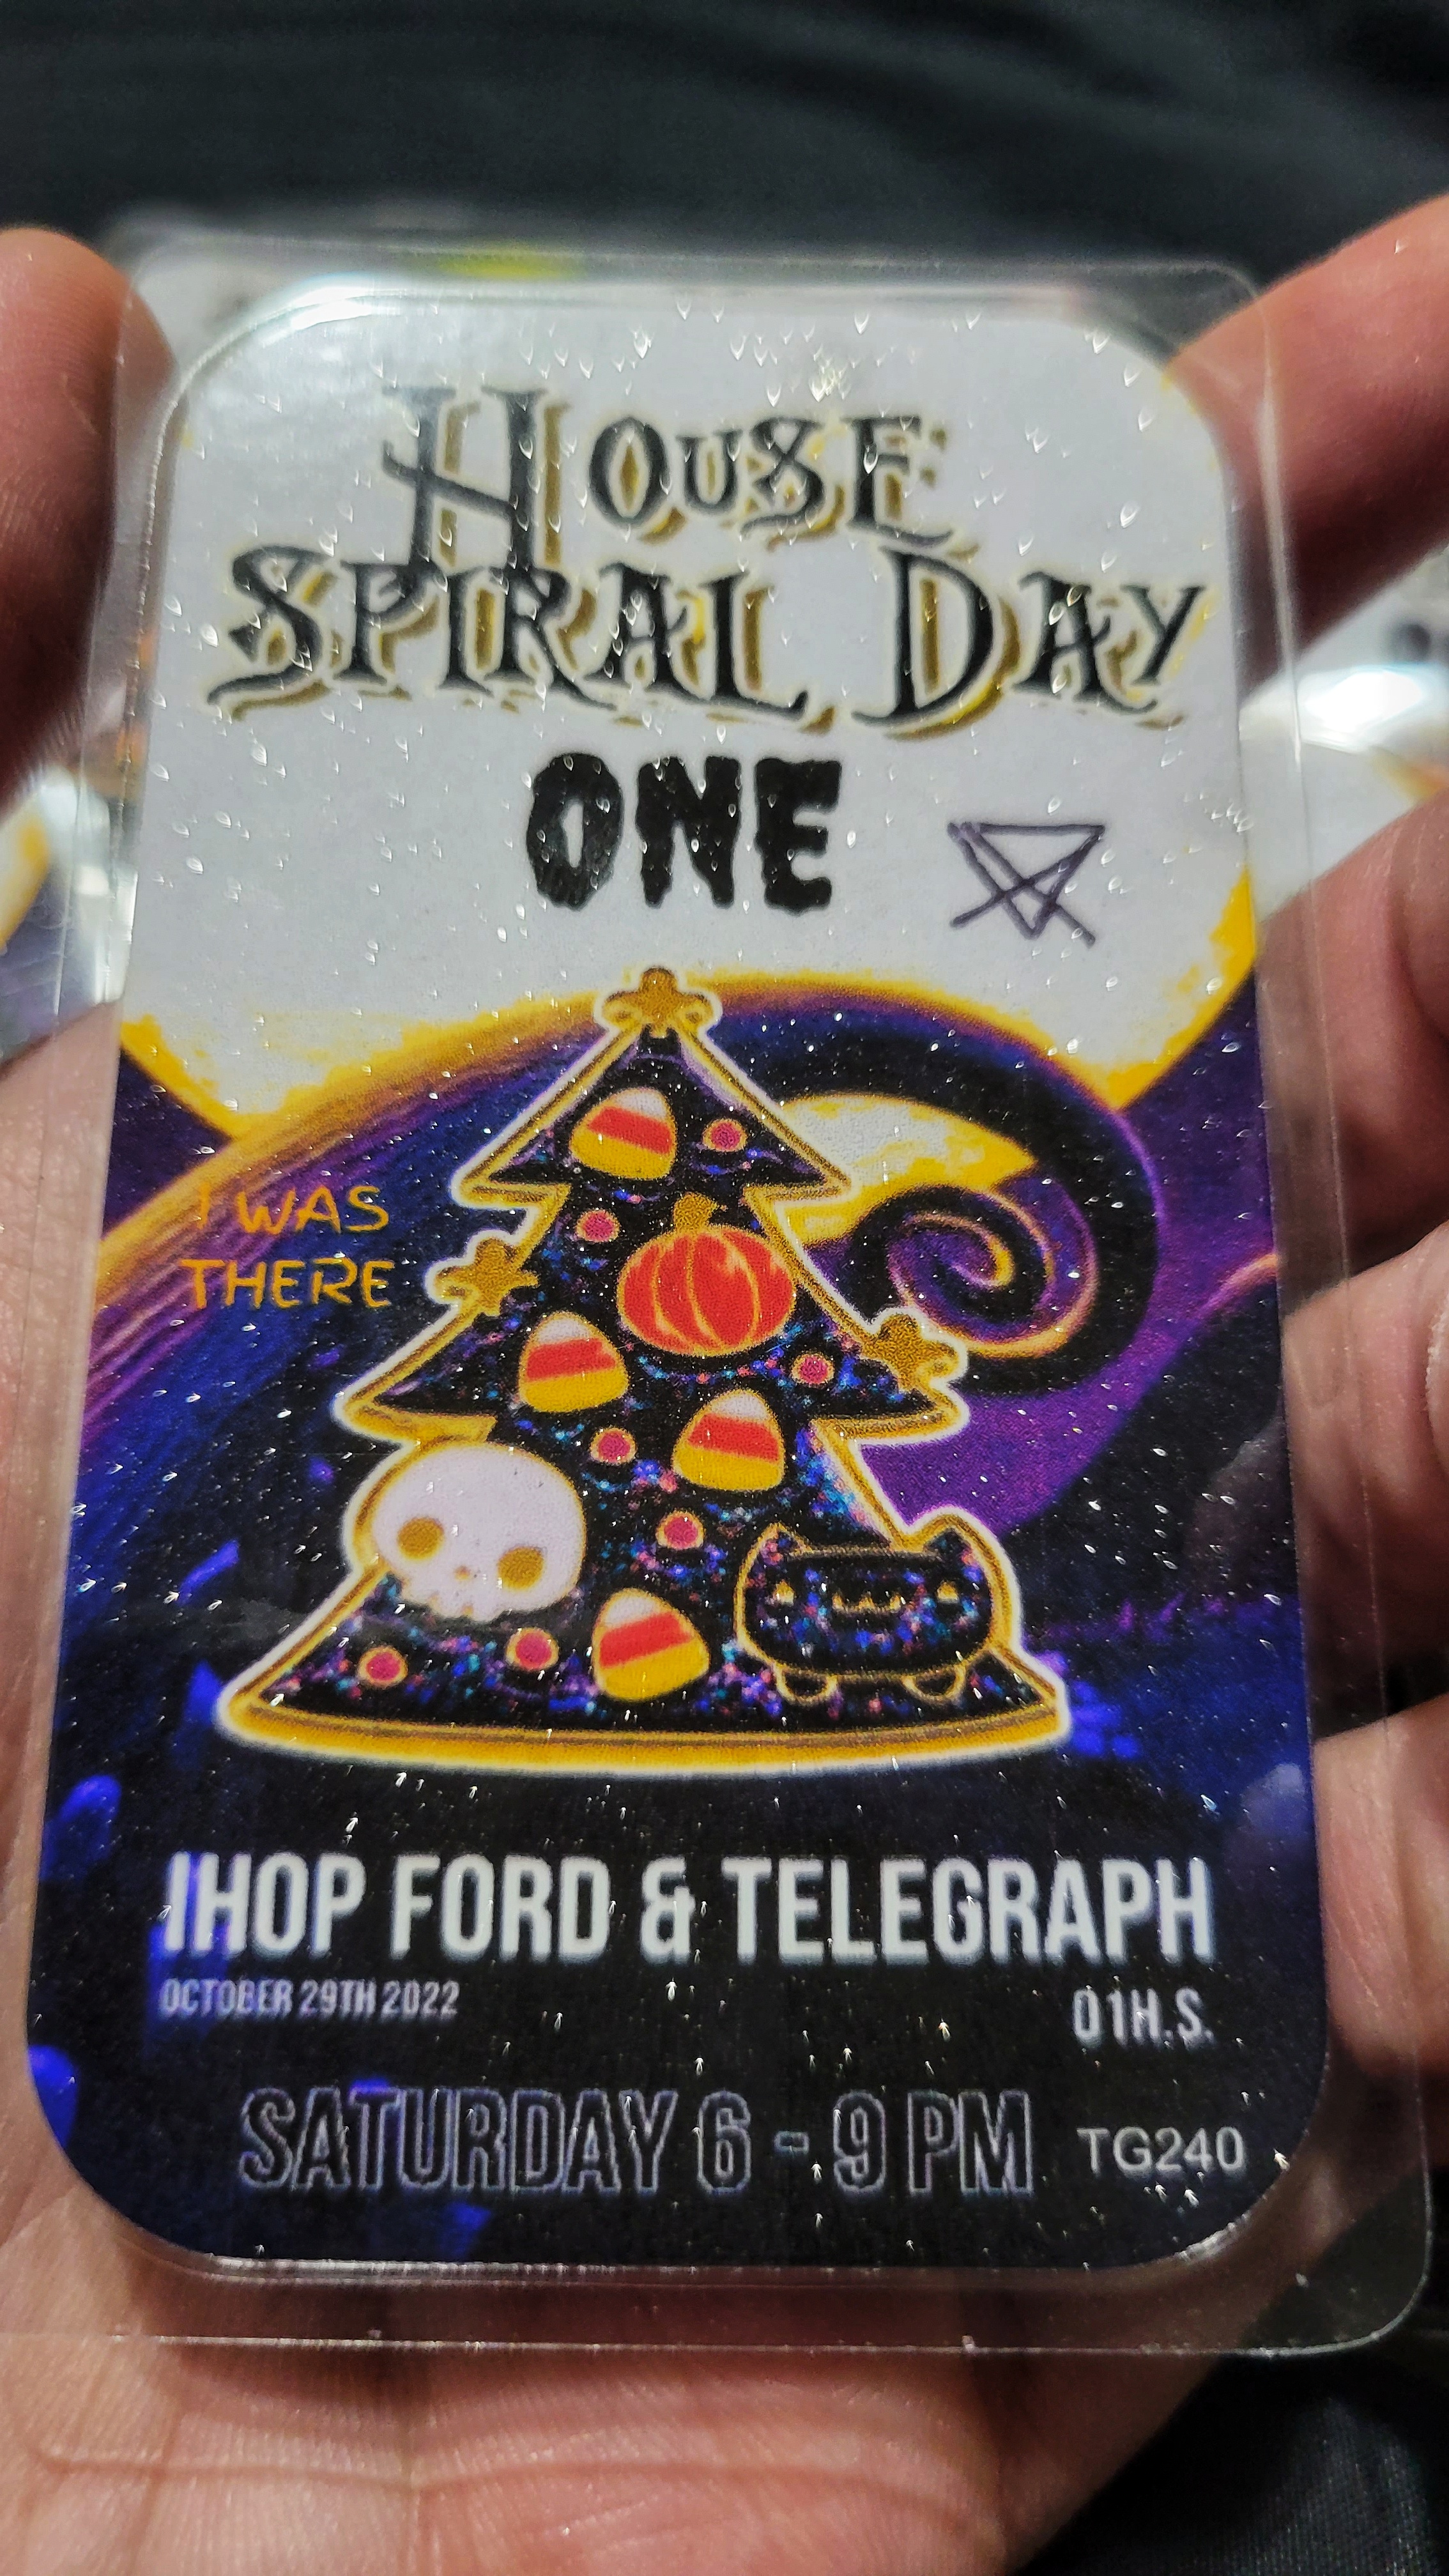 House
Spiral Day
ONE
I WAS
THERE
IHOP FORD & TELEGRAPH
OCTOBER 29TH 2022
01H.S.
SATURDAY 6 - 9 PM
TG240